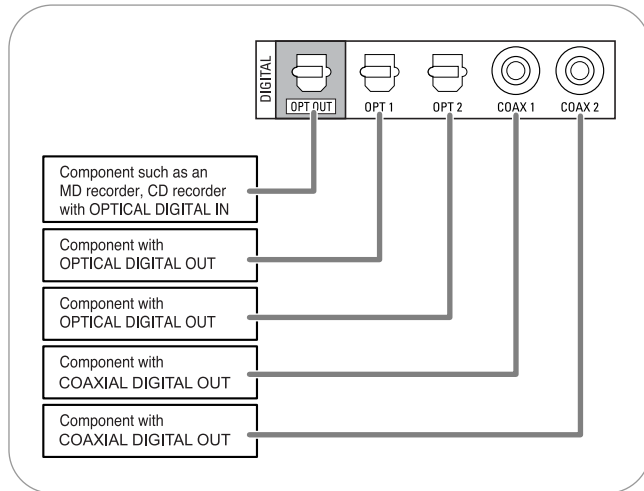 DIGITAL
OPT OUT
OPT 1
OPT 2
COAX 1
COAX 2
Component such as an
MD recorder, CD recorder
with OPTICAL DIGITAL IN
Component with
OPTICAL DIGITAL OUT
Component with
OPTICAL DIGITAL OUT
Component with
COAXIAL DIGITAL OUT
Component with
COAXIAL DIGITAL OUT